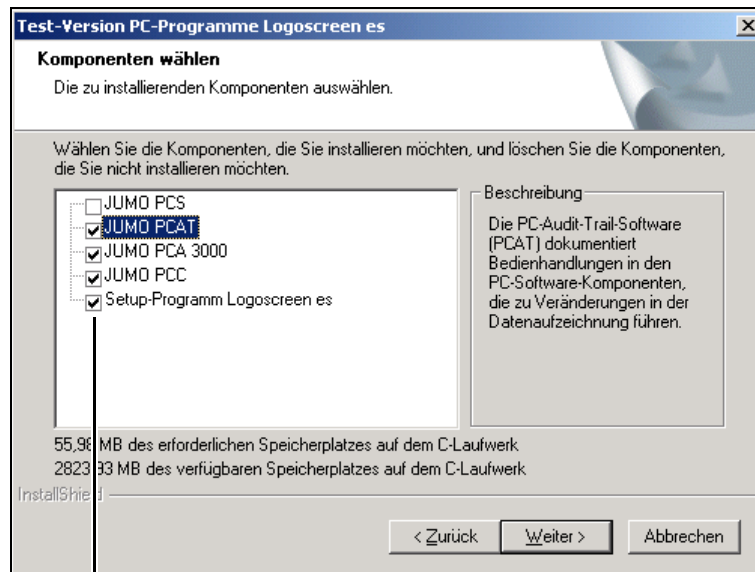 Test-Version PC-Programme Logoscreen es
Komponenten wählen
Die zu installierenden Komponenten auswählen.
Wählen Sie die Komponenten, die Sie installieren möchten, und löschen Sie die Komponenten,
die Sie nicht installieren möchten.
JUMO PCS
JUMO PCAT
JUMO PCA 3000
JUMO PCC
Setup-Programm Logoscreen es
Beschreibung
Die PC-Audit-Trail-Software
(PCAT) dokumentiert
Bedienhandlungen in den
PC-Software-Komponenten,
die zu Veränderungen in der
Datenaufzeichnung führen.
55,98 MB des erforderlichen Speicherplatzes auf dem C-Laufwerk
2823,93 MB des verfügbaren Speicherplatzes auf dem C-Laufwerk
InstallShield
< Zurück
Weiter >
Abbrechen